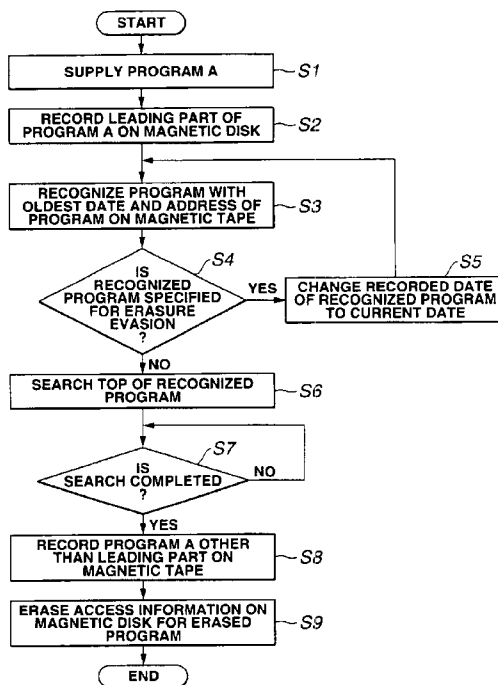 START
SUPPLY PROGRAM A
S1
RECORD LEADING PART OF
PROGRAM A ON MAGNETIC DISK
S2
RECOGNIZE PROGRAM WITH
OLDEST DATE AND ADDRESS OF
PROGRAM ON MAGNETIC TAPE
S3
S4
IS
RECOGNIZED
PROGRAM SPECIFIED
FOR ERASURE
EVASION
?
YES
S5
CHANGE RECORDED DATE
OF RECOGNIZED PROGRAM
TO CURRENT DATE
NO
SEARCH TOP OF RECOGNIZED
PROGRAM
S6
S7
IS
SEARCH COMPLETED
?
NO
YES
RECORD PROGRAM A OTHER
THAN LEADING PART ON
MAGNETIC TAPE
S8
ERASE ACCESS INFORMATION ON
MAGNETIC DISK FOR ERASED
PROGRAM
S9
END